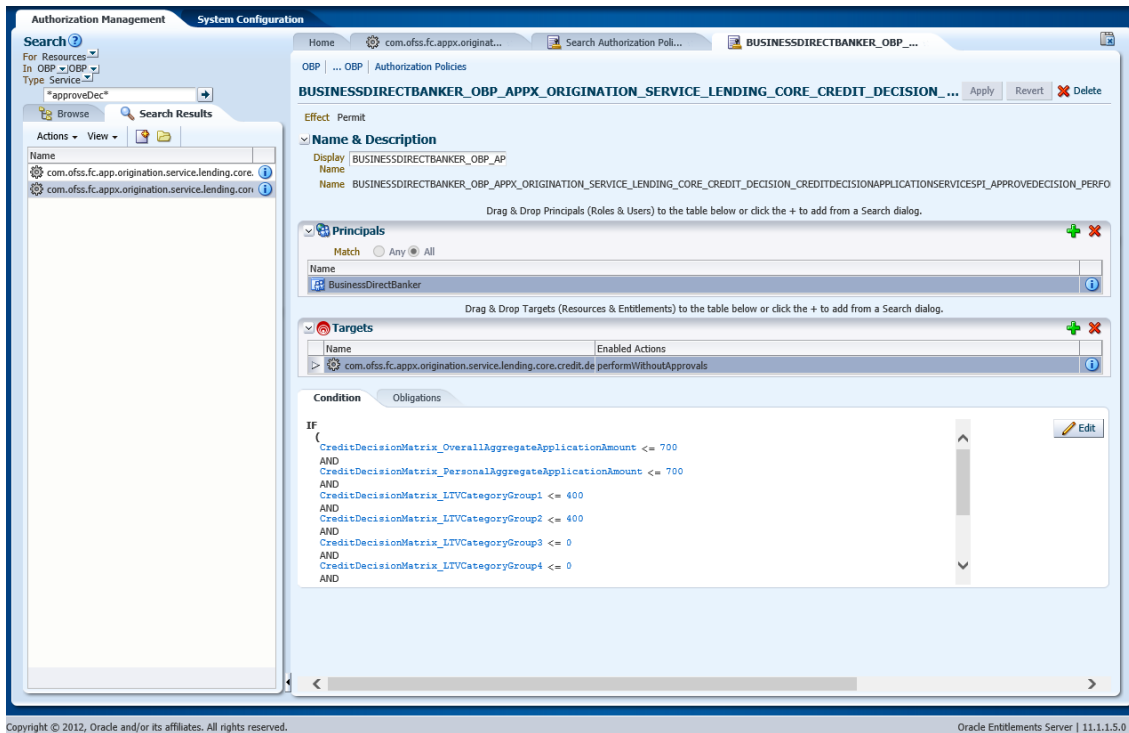 Authorization Management
System Configuration
Search
For Resources
In OBP OBP
Type Service
*approveDec*
Browse
Search Results
Actions View
Name
com.ofss.fc.app.origination.service.lending.core.
com.ofss.fc.appx.origination.service.lending.con
Home
com.ofss.fc.appx.originat...
Search Authorization Poli...
BUSINESSDIRECTBANKER_OBP_...
OBP | ... OBP | Authorization Policies
BUSINESSDIRECTBANKER_OBP_APPX_ORIGINATION_SERVICE_LENDING_CORE_CREDIT_DECISION_...
Apply
Revert
Delete
Effect Permit
Name & Description
Display Name BUSINESSDIRECTBANKER_OBP_AP
Name BUSINESSDIRECTBANKER_OBP_APPX_ORIGINATION_SERVICE_LENDING_CORE_CREDIT_DECISION_CREDITDECISIONAPPLICATIONSERVICESPI_APPROVEDECISION_PERFO
Drag & Drop Principals (Roles & Users) to the table below or click the + to add from a Search dialog.
Principals
Match Any All
Name
BusinessDirectBanker
Drag & Drop Targets (Resources & Entitlements) to the table below or click the + to add from a Search dialog.
Targets
Name Enabled Actions
com.ofss.fc.appx.origination.service.lending.core.credit.de performWithoutApprovals
Condition
Obligations
IF
(
CreditDecisionMatrix_OverallAggregateApplicationAmount <= 700
AND
CreditDecisionMatrix_PersonalAggregateApplicationAmount <= 700
AND
CreditDecisionMatrix_LTVCategoryGroup1 <= 400
AND
CreditDecisionMatrix_LTVCategoryGroup2 <= 400
AND
CreditDecisionMatrix_LTVCategoryGroup3 <= 0
AND
CreditDecisionMatrix_LTVCategoryGroup4 <= 0
AND
Edit
Copyright © 2012, Oracle and/or its affiliates. All rights reserved.
Oracle Entitlements Server | 11.1.1.5.0